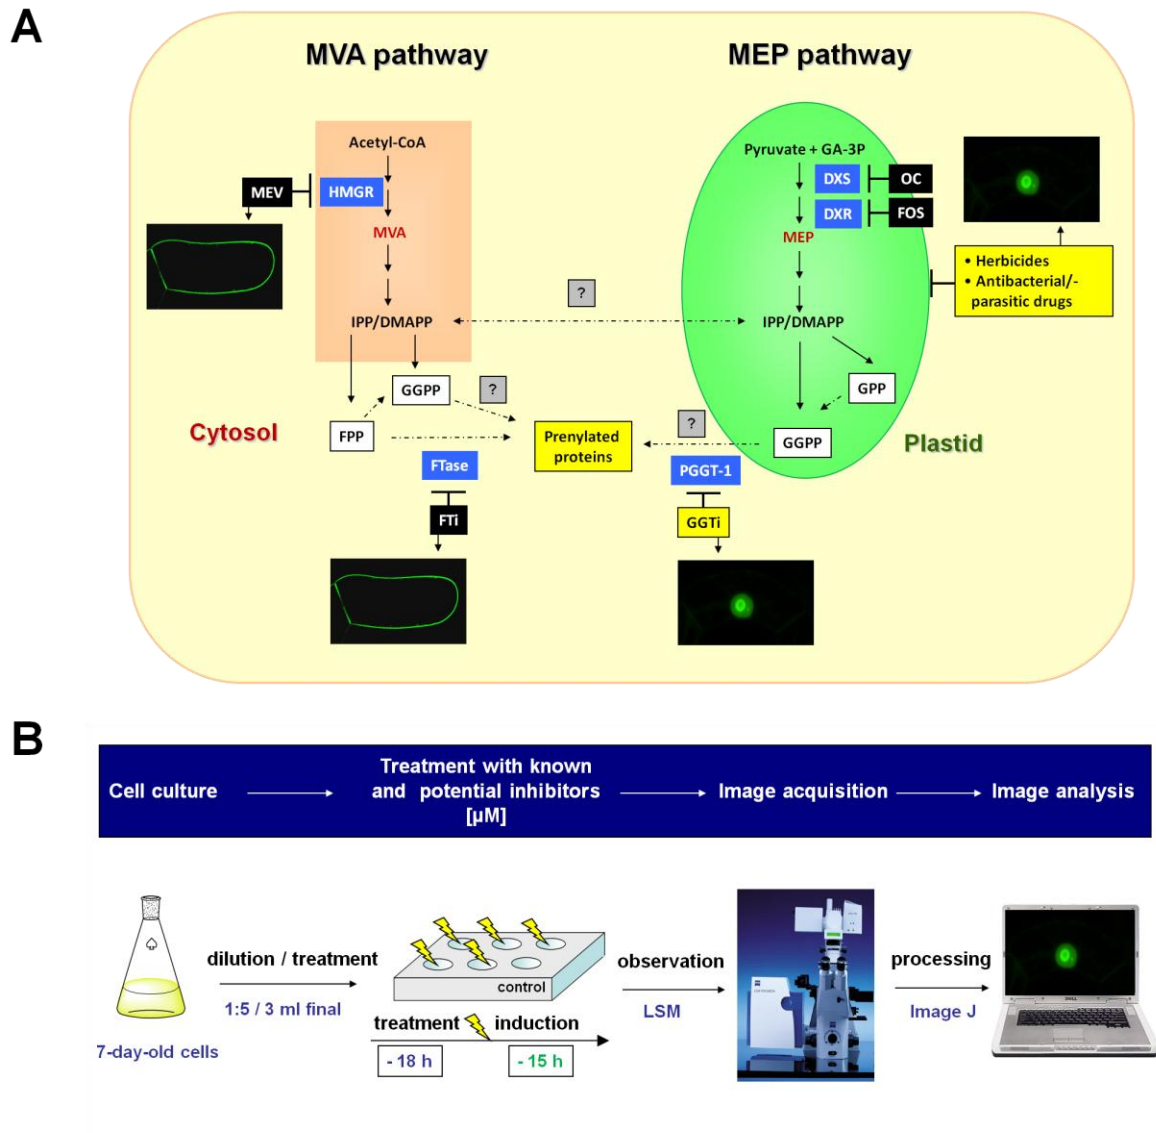 A
MVA pathway
MEP pathway
Acetyl-CoA
MEV
HMGR
MVA
IPP/DMAPP
GGPP
?
FPP
Cytosol
FTase
FTi
?
Prenylated
proteins
Pyruvate + GA-3P
DXS
OC
DXR
FOS
MEP
IPP/DMAPP
GPP
GGPP
?
Plastid
PGGT-1
GGTi
• Herbicides
• Antibacterial/-
parasitic drugs
B
Cell culture
Treatment with known
and potential inhibitors
[µM]
Image acquisition
Image analysis
7-day-old cells
dilution / treatment
1:5 / 3 ml final
control
treatment
induction
- 18 h
- 15 h
observation
LSM
processing
Image J
DELL